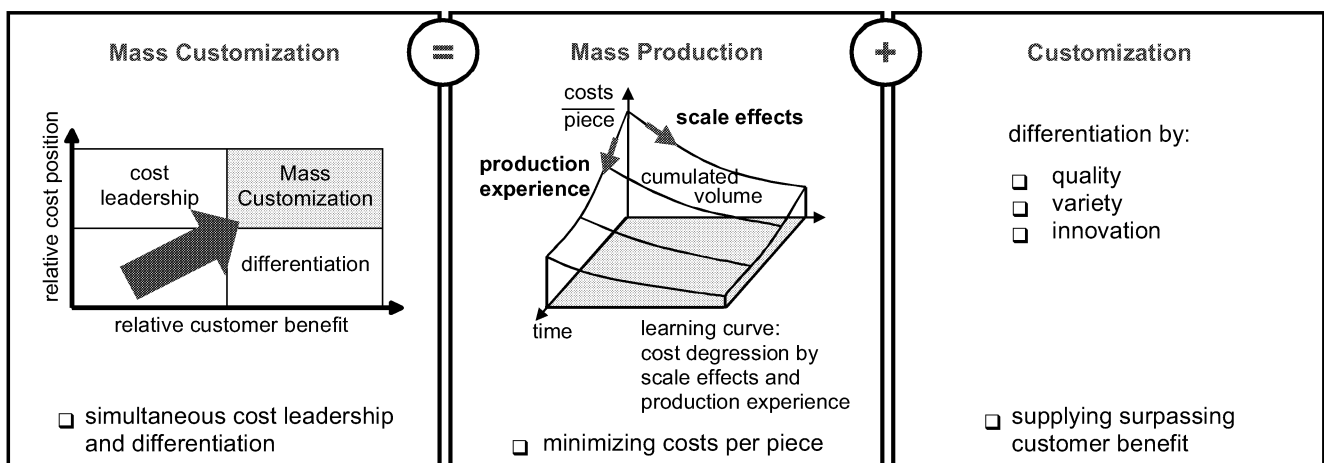 Mass Customization
=
Mass Production
+
Customization
relative cost position
cost
leadership
Mass
Customization
differentiation
relative customer benefit
❑ simultaneous cost leadership
and differentiation
costs
piece
scale effects
production
experience
cumulated
volume
time
learning curve:
cost degression by
scale effects and
production experience
❑ minimizing costs per piece
differentiation by:
❑ quality
❑ variety
❑ innovation
❑ supplying surpassing
customer benefit